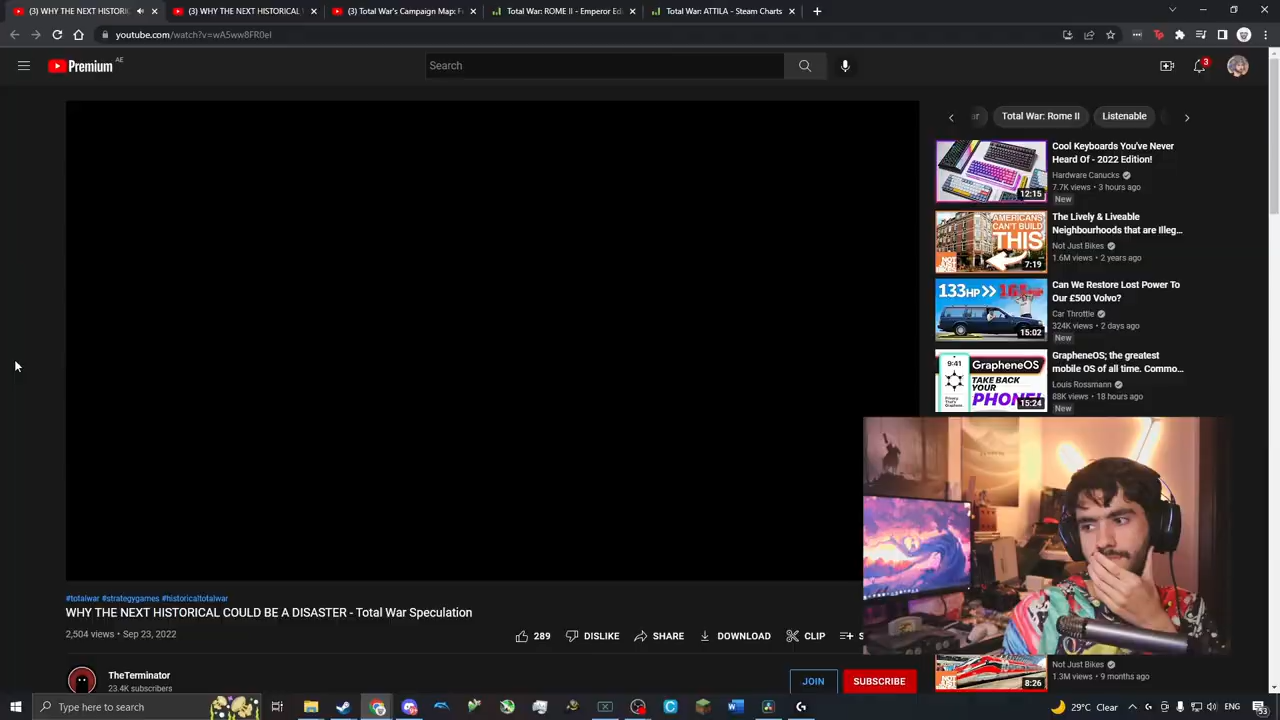 (3) WHY THE NEXT HISTORIC
(3) WHY THE NEXT HISTORICAL
(3) Total War's Campaign Map
Total War: ROME II - Emperor Ed
Total War: ATTILA - Steam Charts
youtube.com/watch?v=wA5ww8FR0eI
Premium AE
Search
3
Total War: Rome II
Listenable
Cool Keyboards You've Never
Heard Of - 2022 Edition!
Hardware Canucks
7.7K views • 3 hours ago
New
12:15
AMERICANS
CAN'T BUILD
THIS
NOT
JUST
BIKES
7:19
The Lively & Liveable
Neighbourhoods that are Illeg...
Not Just Bikes
1.6M views • 2 years ago
133HP >>
15:02
Can We Restore Lost Power To
Our £500 Volvo?
Car Throttle
324K views • 2 days ago
New
9:41
GrapheneOS
TAKE BACK
YOUR
PHONE!
15:24
GrapheneOS; the greatest
mobile OS of all time. Commo...
Louis Rossmann
88K views • 18 hours ago
New
#totalwar #strategygames #historicaltotalwar
WHY THE NEXT HISTORICAL COULD BE A DISASTER - Total War Speculation
2,504 views • Sep 23, 2022
289
DISLIKE
SHARE
DOWNLOAD
CLIP
S
TheTerminator
23.4K subscribers
JOIN
SUBSCRIBE
8:26
Not Just Bikes
1.3M views • 9 months ago
Type here to search
29°C Clear
ENG
53